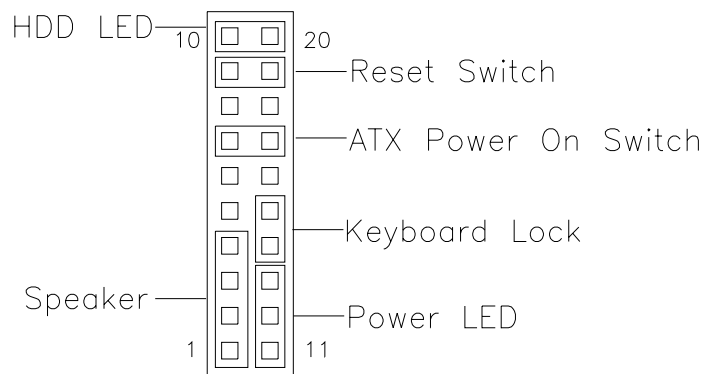 HDD LED
10
20
Reset Switch
ATX Power On Switch
Keyboard Lock
Speaker
Power LED
1
11